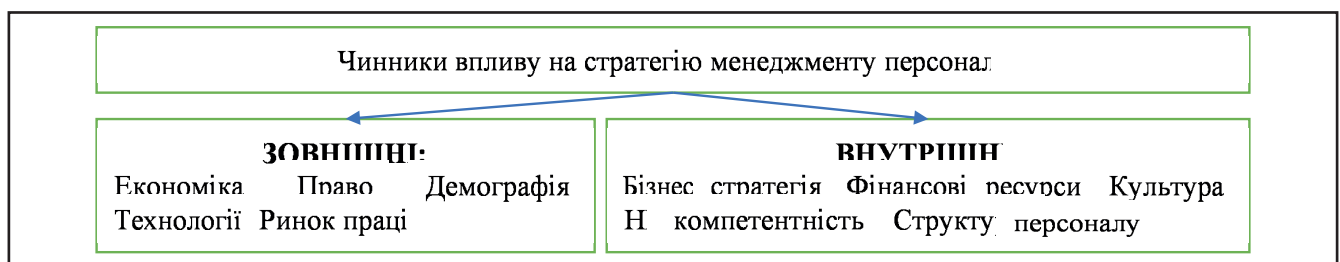 Чинники впливу на стратегію менеджменту персонал
ЗОВНІШНІ:
Економіка Право Демографія
Технології Ринок праці
ВНУТРІШН
Бізнес стратегія Фінансові ресурси Культура
H компетентність Структу персоналу